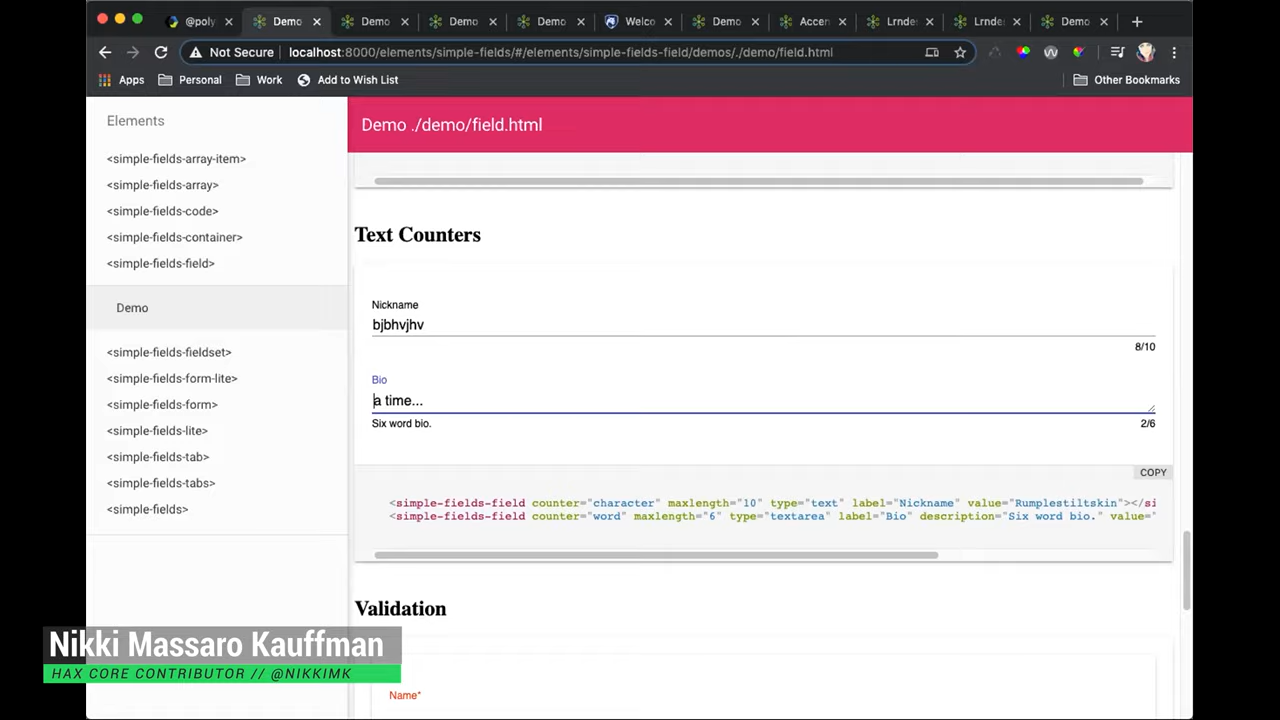 @poly
Demo
Demo
Demo
Demo
Welco
Demo
Accen
Lrnde
Lrnde
Demo
Not Secure
localhost:8000/elements/simple-fields/#/elements/simple-fields-field/demos/./demo/field.html
Apps
Personal
Work
Add to Wish List
Other Bookmarks
Elements
<simple-fields-array-item>
<simple-fields-array>
<simple-fields-code>
<simple-fields-container>
<simple-fields-field>
Demo
<simple-fields-fieldset>
<simple-fields-form-lite>
<simple-fields-form>
<simple-fields-lite>
<simple-fields-tab>
<simple-fields-tabs>
<simple-fields>
Demo ./demo/field.html
Text Counters
Nickname
bjbhvjhv
8/10
Bio
a time...
Six word bio.
2/6
COPY
<simple-fields-field counter="character" maxlength="10" type="text" label="Nickname" value="Rumplestiltskin"></si
<simple-fields-field counter="word" maxlength="6" type="textarea" label="Bio" description="Six word bio." value="
Validation
Name*
Nikki Massaro Kauffman
HAX CORE CONTRIBUTOR // @NIKKIMK